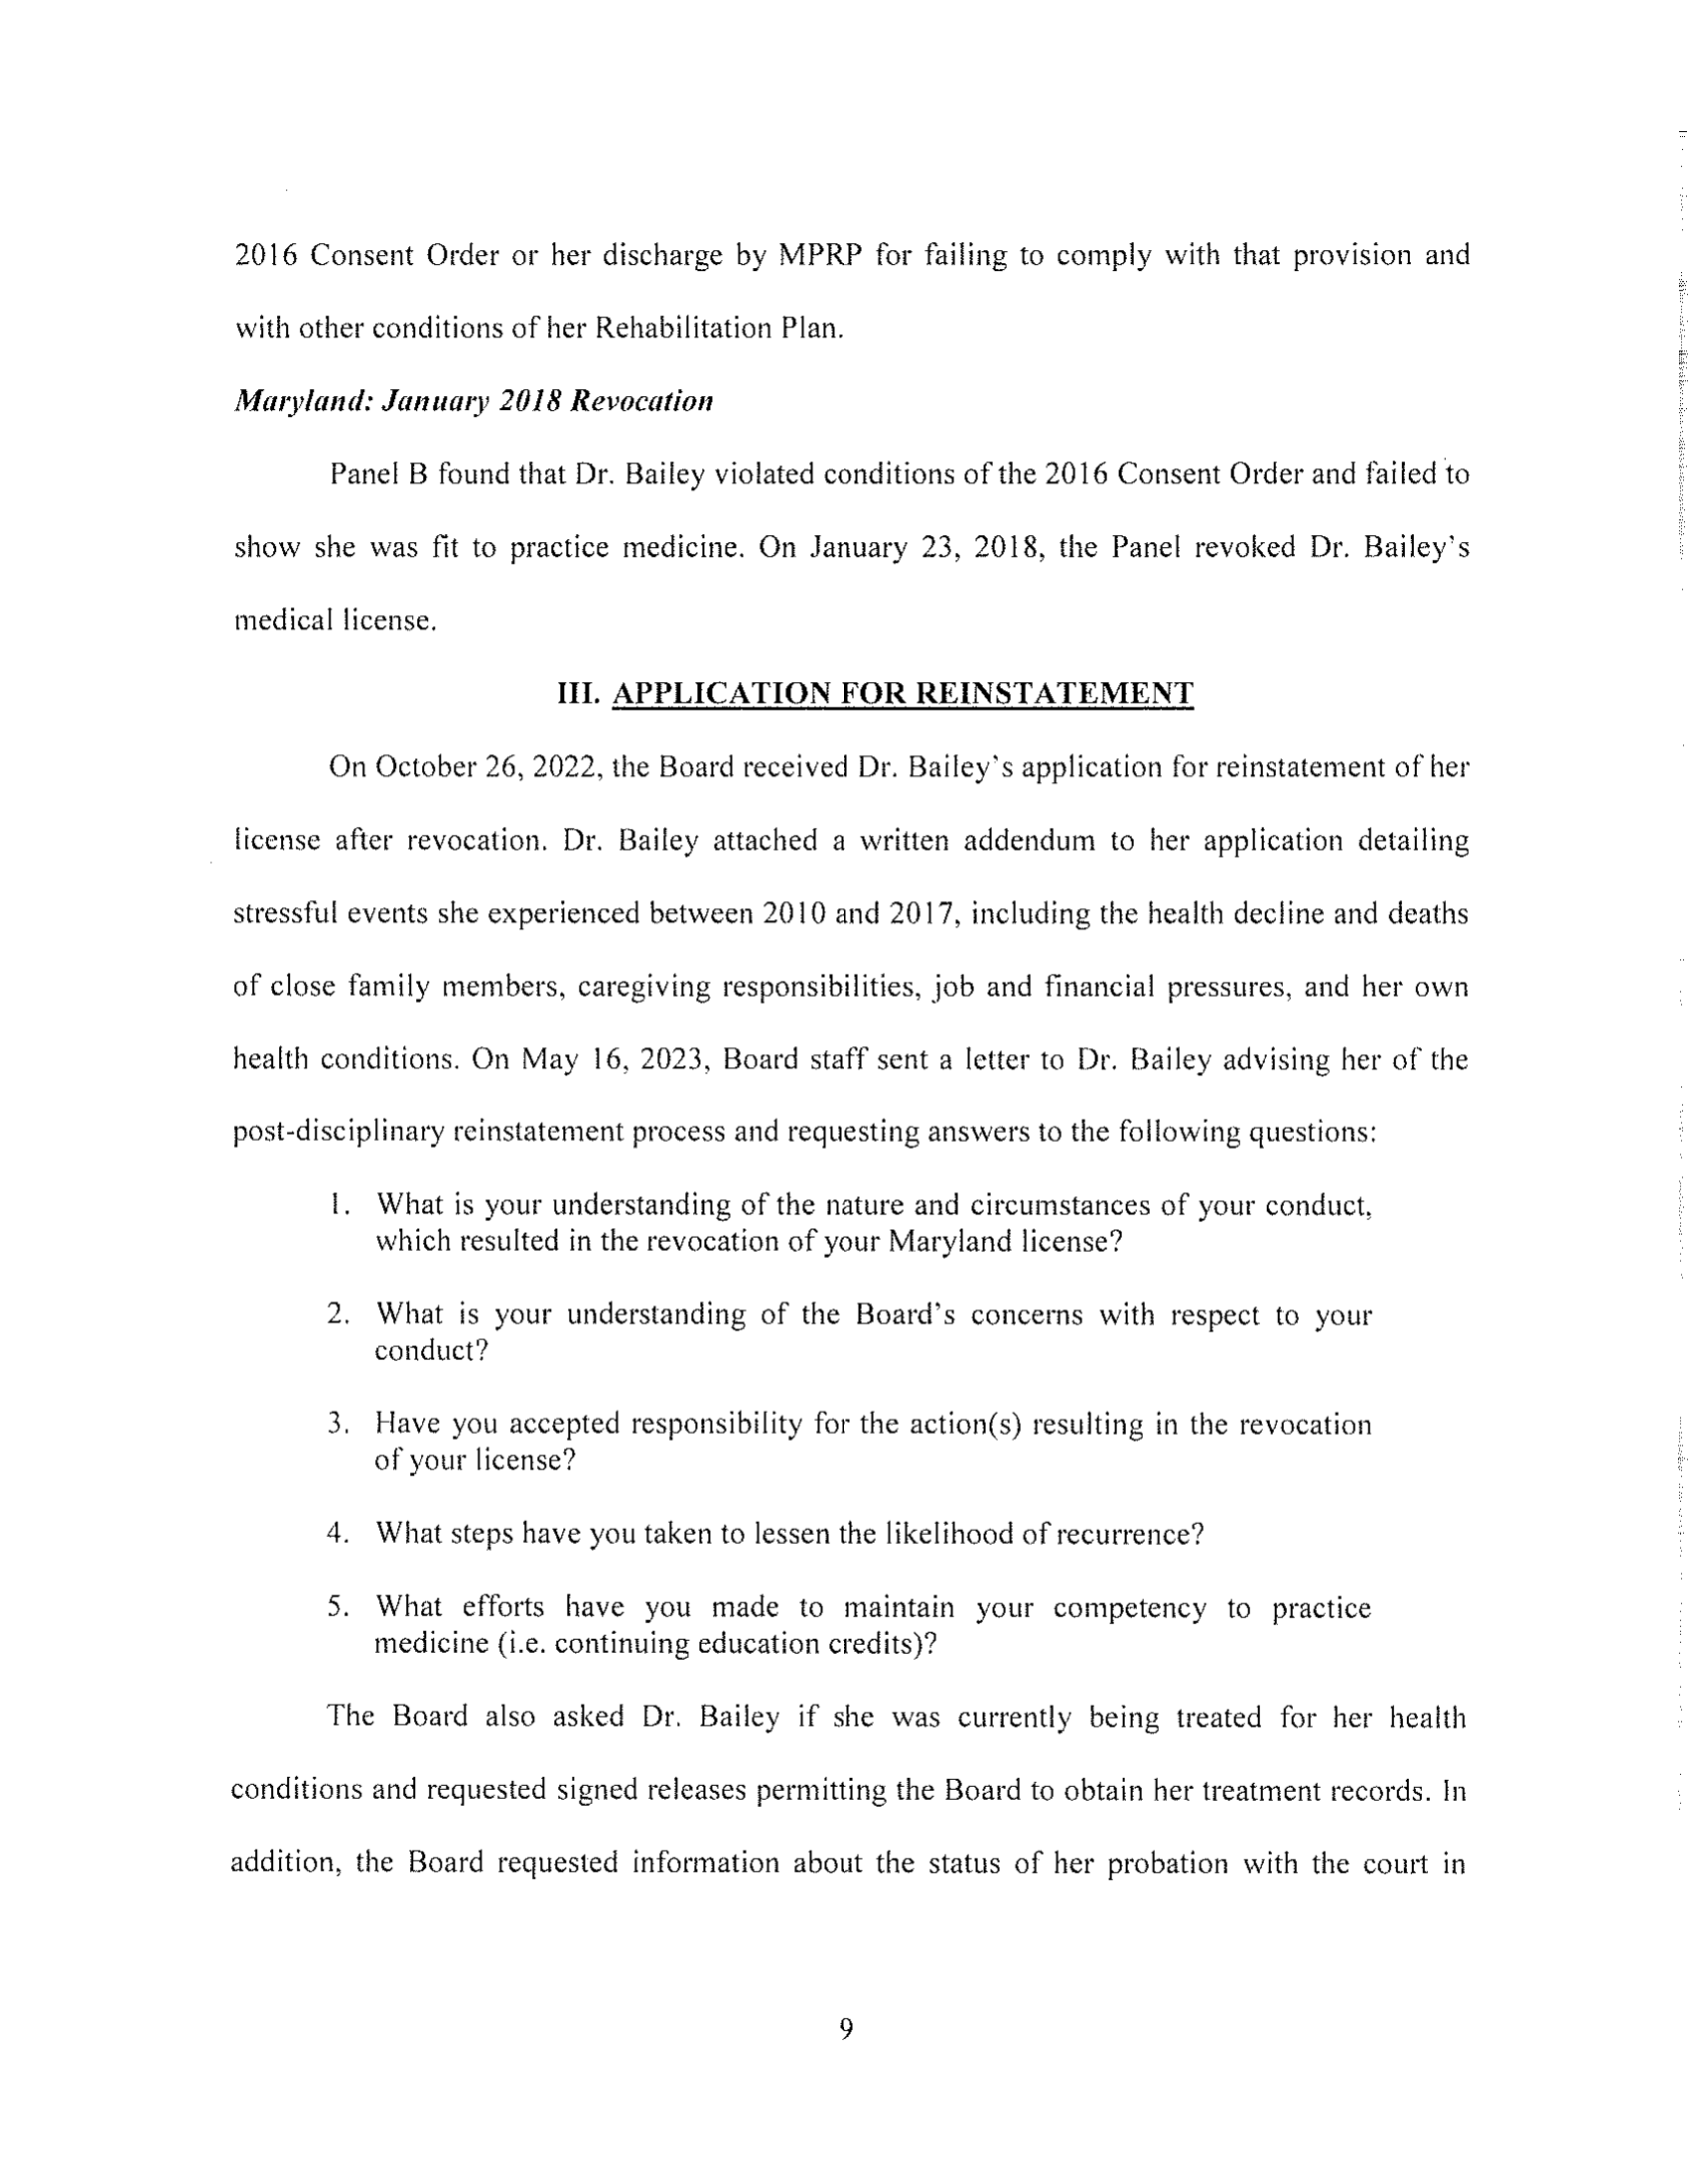 2016 Consent Order or her discharge by MPRP for failing to comply with that provision and
with other conditions of her Rehabilitation Plan.
Maryland: January 2018 Revocation
Panel B found that Dr. Bailey violated conditions of the 2016 Consent Order and failed to
show she was fit to practice medicine. On January 23, 2018, the Panel revoked Dr. Bailey's
medical license.
III. APPLICATION FOR REINSTATEMENT
On October 26, 2022, the Board received Dr. Bailey's application for reinstatement of her
license after revocation. Dr. Bailey attached a written addendum to her application detailing
stressful events she experienced between 2010 and 2017, including the health decline and deaths
of close family members, caregiving responsibilities, job and financial pressures, and her own
health conditions. On May 16, 2023, Board staff sent a letter to Dr. Bailey advising her of the
post-disciplinary reinstatement process and requesting answers to the following questions:
1. What is your understanding of the nature and circumstances of your conduct,
which resulted in the revocation of your Maryland license?
2. What is your understanding of the Board's concerns with respect to your
conduct?
3. Have you accepted responsibility for the action(s) resulting in the revocation
of your license?
4. What steps have you taken to lessen the likelihood of recurrence?
5. What efforts have you made to maintain your competency to practice
medicine (i.e. continuing education credits)?
The Board also asked Dr. Bailey if she was currently being treated for her health
conditions and requested signed releases permitting the Board to obtain her treatment records. In
addition, the Board requested information about the status of her probation with the court in
9